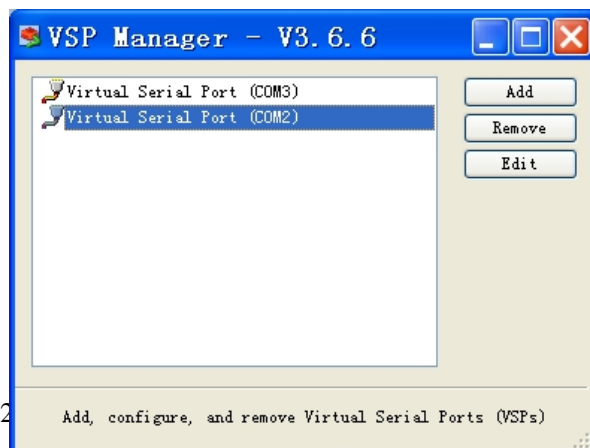 VSP Manager - V3.6.6
Virtual Serial Port (COM3)
Virtual Serial Port (COM2)
Add
Remove
Edit
2
Add, configure, and remove Virtual Serial Ports (VSPs)